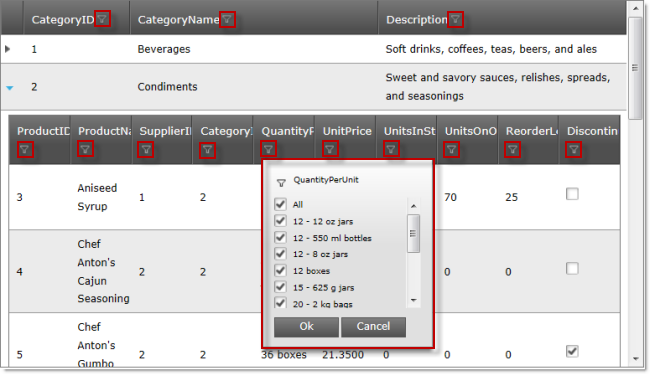 CategoryID CategoryName Description
1 Beverages Soft drinks, coffees, teas, beers, and ales
2 Condiments Sweet and savory sauces, relishes, spreads,
and seasonings
ProductID ProductNa SupplierI CategoryI QuantityP UnitPrice UnitsInSt UnitsOnO ReorderLe Discontin
QuantityPerUnit
All
12 - 12 oz jars
12 - 550 ml bottles
12 - 8 oz jars
12 boxes
15 - 625 g jars
20 - 2 kg bags
Ok Cancel
3 Aniseed
Syrup 1 2 70 25
4 Chef
Anton's
Cajun
Seasoning 2 2 0 0
5 Chef
Anton's
Gumbo 2 2 36 boxes 21.3500 0 0 0